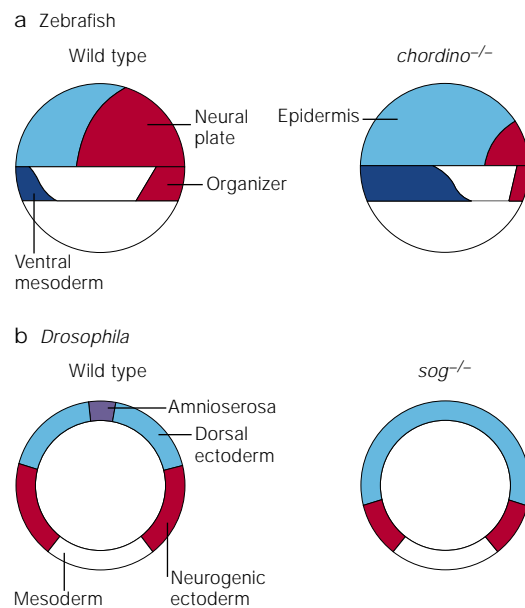 a Zebrafish
Wild type
chordino−/−
Neural
plate
Epidermis
Organizer
Ventral
mesoderm
b Drosophila
Wild type
sog−/−
Amnioserosa
Dorsal
ectoderm
Mesoderm
Neurogenic
ectoderm